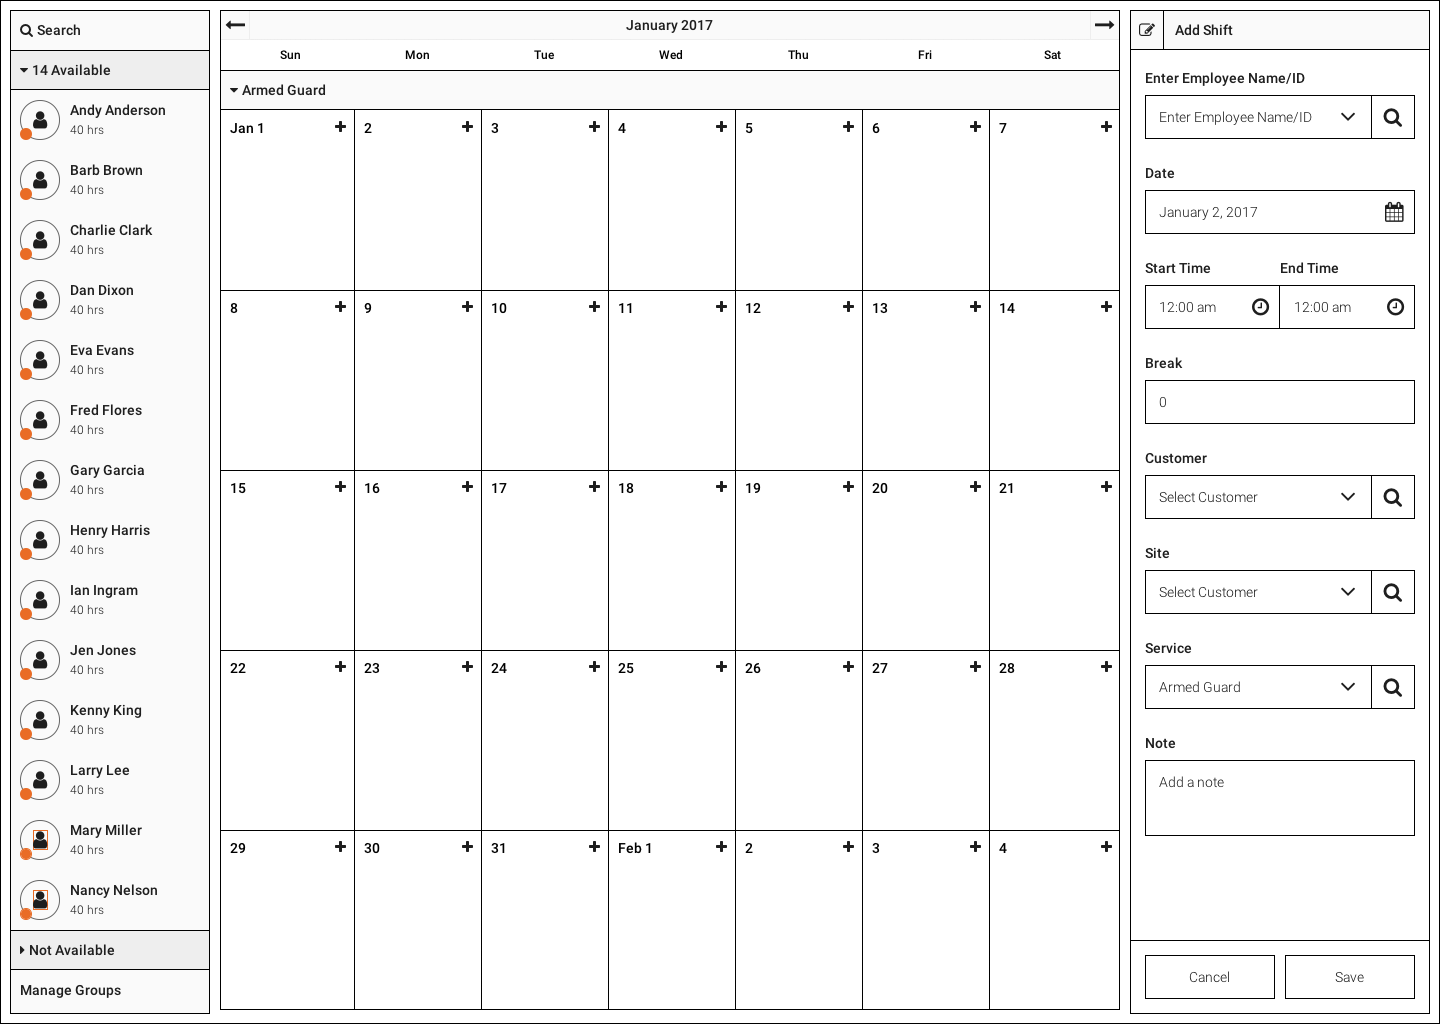 Search
14 Available
Andy Anderson
40 hrs
Barb Brown
40 hrs
Charlie Clark
40 hrs
Dan Dixon
40 hrs
Eva Evans
40 hrs
Fred Flores
40 hrs
Gary Garcia
40 hrs
Henry Harris
40 hrs
Ian Ingram
40 hrs
Jen Jones
40 hrs
Kenny King
40 hrs
Larry Lee
40 hrs
Mary Miller
40 hrs
Nancy Nelson
40 hrs
Not Available
Manage Groups
January 2017
Sun Mon Tue Wed Thu Fri Sat
Armed Guard
Jan 1 2 3 4 5 6 7
8 9 10 11 12 13 14
15 16 17 18 19 20 21
22 23 24 25 26 27 28
29 30 31 Feb 1 2 3 4
Add Shift
Enter Employee Name/ID
Enter Employee Name/ID
Date
January 2, 2017
Start Time End Time
12:00 am 12:00 am
Break
0
Customer
Select Customer
Site
Select Customer
Service
Armed Guard
Note
Add a note
Cancel Save